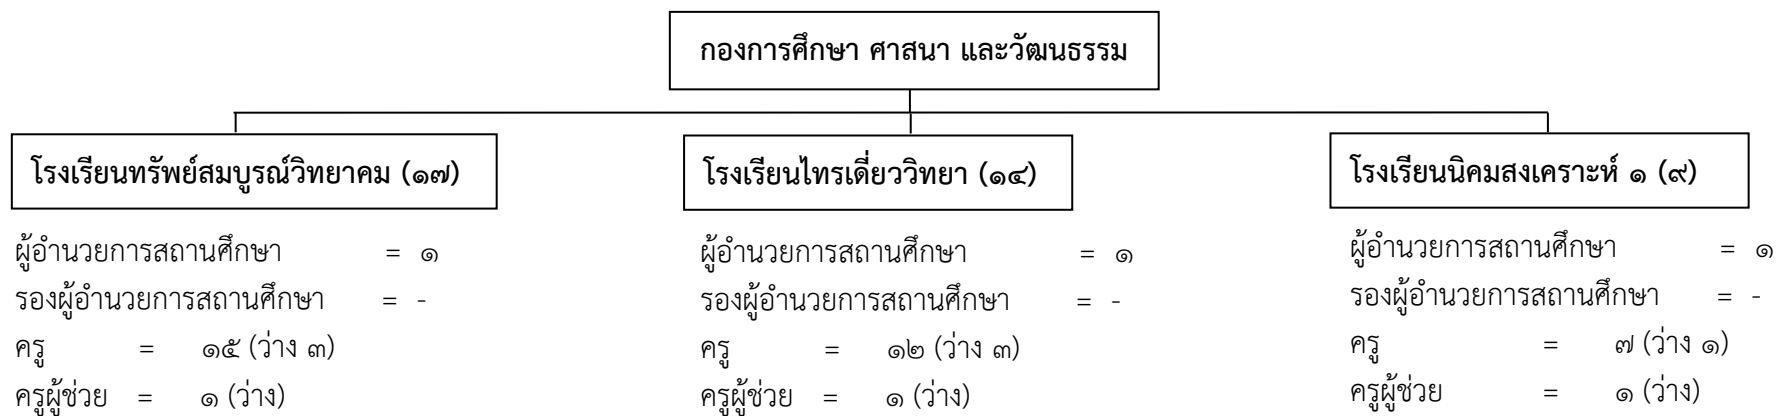 กองการศึกษา ศาสนา และวัฒนธรรม
โรงเรียนทรัพย์สมบูรณ์วิทยาคม (๑๗)
ผู้อำนวยการสถานศึกษา = ๑
รองผู้อำนวยการสถานศึกษา = -
ครู = ๑๕ (ว่าง ๓)
ครูผู้ช่วย = ๑ (ว่าง)
โรงเรียนไทรเดี่ยววิทยา (๑๔)
ผู้อำนวยการสถานศึกษา = ๑
รองผู้อำนวยการสถานศึกษา = -
ครู = ๑๒ (ว่าง ๓)
ครูผู้ช่วย = ๑ (ว่าง)
โรงเรียนนิคมสงเคราะห์ ๑ (๙)
ผู้อำนวยการสถานศึกษา = ๑
รองผู้อำนวยการสถานศึกษา = -
ครู = ๗ (ว่าง ๑)
ครูผู้ช่วย = ๑ (ว่าง)